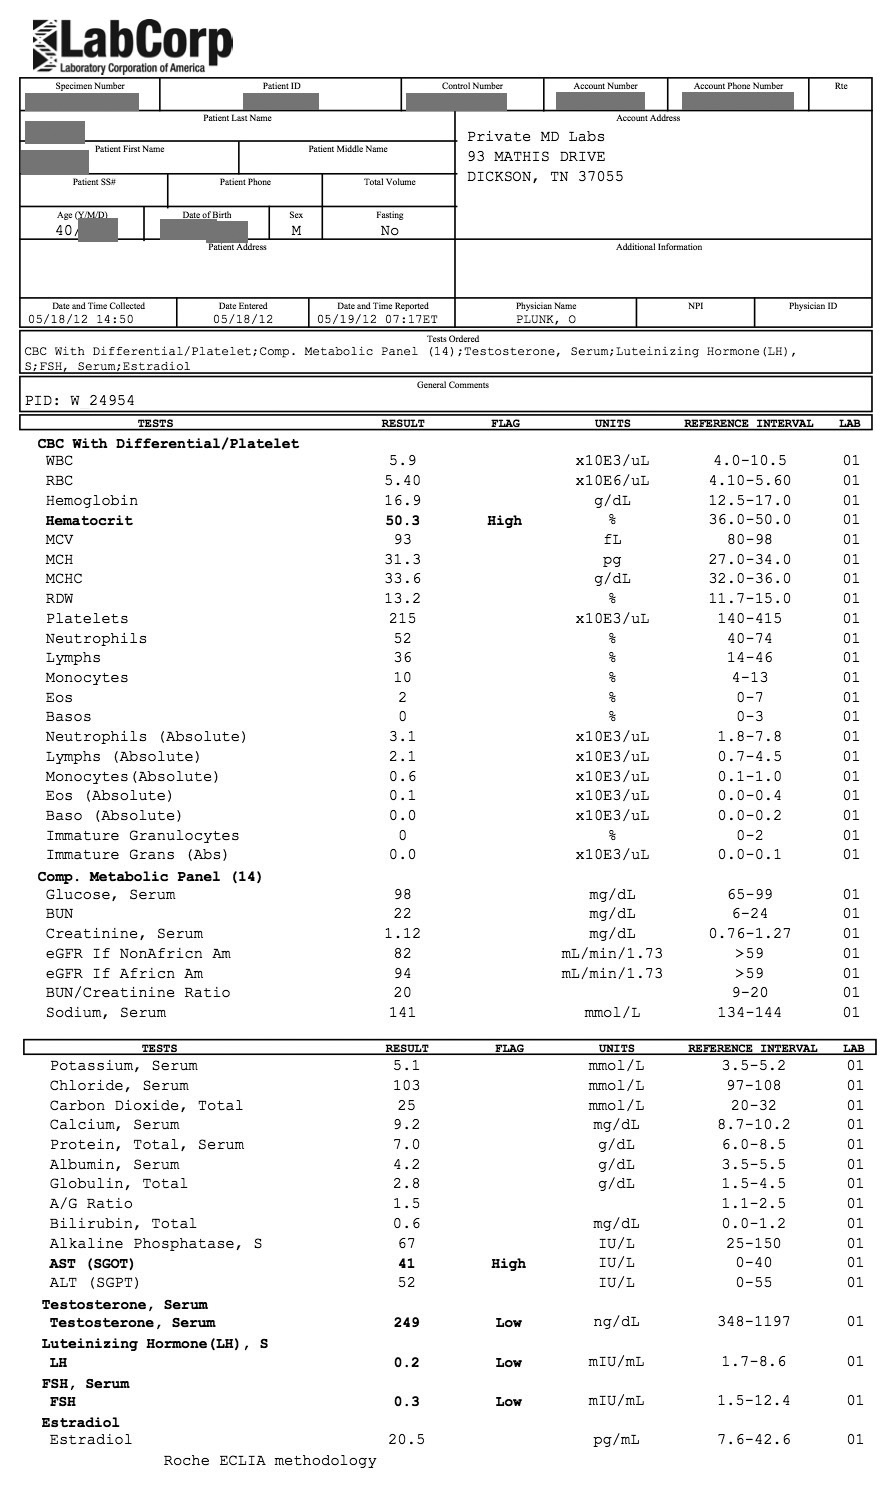 LabCorp
Laboratory Corporation of America
Specimen Number Patient ID Control Number Account Number Account Phone Number Rte
Patient Last Name Account Address
Private MD Labs
Patient First Name Patient Middle Name
93 MATHIS DRIVE
DICKSON, TN 37055
Patient SS# Patient Phone Total Volume
Age (Y/M/D) Date of Birth Sex Fasting
40/ M No
Patient Address Additional Information
Date and Time Collected Date Entered Date and Time Reported Physician Name NPI Physician ID
05/18/12 14:50 05/18/12 05/19/12 07:17ET PLUNK, O
Tests Ordered
CBC With Differential/Platelet;Comp. Metabolic Panel (14);Testosterone, Serum;Luteinizing Hormone(LH),
S;FSH, Serum;Estradiol
General Comments
PID: W 24954
TESTS RESULT FLAG UNITS REFERENCE INTERVAL LAB
CBC With Differential/Platelet
WBC 5.9 x10E3/uL 4.0-10.5 01
RBC 5.40 x10E6/uL 4.10-5.60 01
Hemoglobin 16.9 g/dL 12.5-17.0 01
Hematocrit 50.3 High % 36.0-50.0 01
MCV 93 fL 80-98 01
MCH 31.3 pg 27.0-34.0 01
MCHC 33.6 g/dL 32.0-36.0 01
RDW 13.2 % 11.7-15.0 01
Platelets 215 x10E3/uL 140-415 01
Neutrophils 52 % 40-74 01
Lymphs 36 % 14-46 01
Monocytes 10 % 4-13 01
Eos 2 % 0-7 01
Basos 0 % 0-3 01
Neutrophils (Absolute) 3.1 x10E3/uL 1.8-7.8 01
Lymphs (Absolute) 2.1 x10E3/uL 0.7-4.5 01
Monocytes(Absolute) 0.6 x10E3/uL 0.1-1.0 01
Eos (Absolute) 0.1 x10E3/uL 0.0-0.4 01
Baso (Absolute) 0.0 x10E3/uL 0.0-0.2 01
Immature Granulocytes 0 % 0-2 01
Immature Grans (Abs) 0.0 x10E3/uL 0.0-0.1 01
Comp. Metabolic Panel (14)
Glucose, Serum 98 mg/dL 65-99 01
BUN 22 mg/dL 6-24 01
Creatinine, Serum 1.12 mg/dL 0.76-1.27 01
eGFR If NonAfricn Am 82 mL/min/1.73 >59 01
eGFR If Africn Am 94 mL/min/1.73 >59 01
BUN/Creatinine Ratio 20 9-20 01
Sodium, Serum 141 mmol/L 134-144 01
TESTS RESULT FLAG UNITS REFERENCE INTERVAL LAB
Potassium, Serum 5.1 mmol/L 3.5-5.2 01
Chloride, Serum 103 mmol/L 97-108 01
Carbon Dioxide, Total 25 mmol/L 20-32 01
Calcium, Serum 9.2 mg/dL 8.7-10.2 01
Protein, Total, Serum 7.0 g/dL 6.0-8.5 01
Albumin, Serum 4.2 g/dL 3.5-5.5 01
Globulin, Total 2.8 g/dL 1.5-4.5 01
A/G Ratio 1.5 1.1-2.5 01
Bilirubin, Total 0.6 mg/dL 0.0-1.2 01
Alkaline Phosphatase, S 67 IU/L 25-150 01
AST (SGOT) 41 High IU/L 0-40 01
ALT (SGPT) 52 IU/L 0-55 01
Testosterone, Serum
Testosterone, Serum 249 Low ng/dL 348-1197 01
Luteinizing Hormone(LH), S
LH 0.2 Low mIU/mL 1.7-8.6 01
FSH, Serum
FSH 0.3 Low mIU/mL 1.5-12.4 01
Estradiol
Estradiol 20.5 pg/mL 7.6-42.6 01
Roche ECLIA methodology